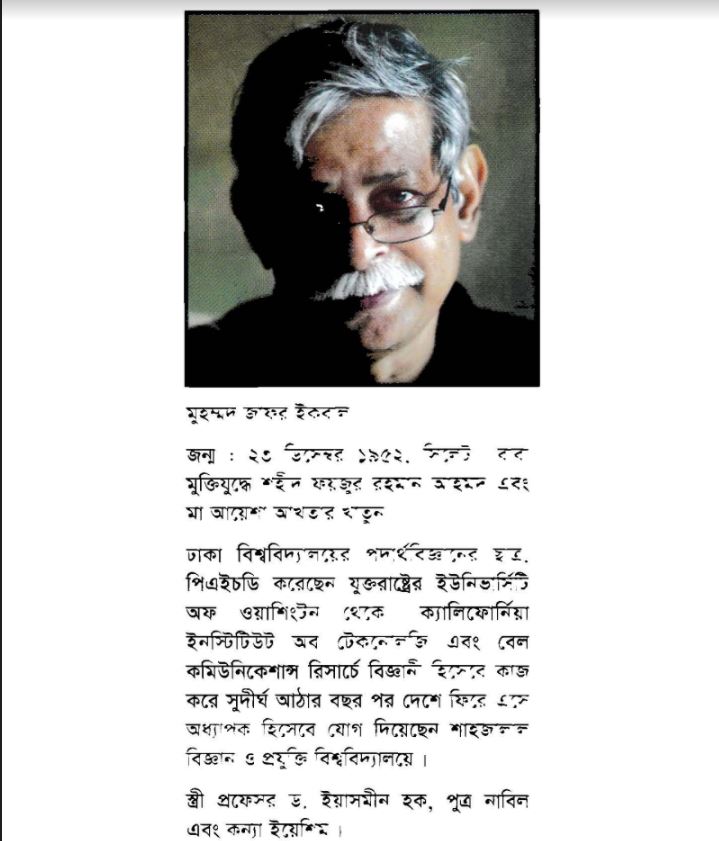 মুহম্মদ জাফর ইকবাল
জন্ম : ২৩ ডিসেম্বর ১৯৫২, সিলেট বাবা
মুক্তিযুদ্ধে শহীদ ফয়জুর রহমান আহমদ এবং
মা আয়েশা আখতার খাতুন
ঢাকা বিশ্ববিদ্যালয়ের পদার্থবিজ্ঞানের ছাত্র,
পিএইচডি করেছেন যুক্তরাষ্ট্রের ইউনিভার্সিটি
অফ ওয়াশিংটন থেকে ক্যালিফোর্নিয়া
ইনস্টিটিউট অব টেকনোলজি এবং বেল
কমিউনিকেশান্স রিসার্চে বিজ্ঞানী হিসেবে কাজ
করে সুদীর্ঘ আঠার বছর পর দেশে ফিরে এসে
অধ্যাপক হিসেবে যোগ দিয়েছেন শাহজালাল
বিজ্ঞান ও প্রযুক্তি বিশ্ববিদ্যালয়ে ।
স্ত্রী প্রফেসর ড. ইয়াসমীন হক, পুত্র নাবিল
এবং কন্যা ইয়েশিম ।